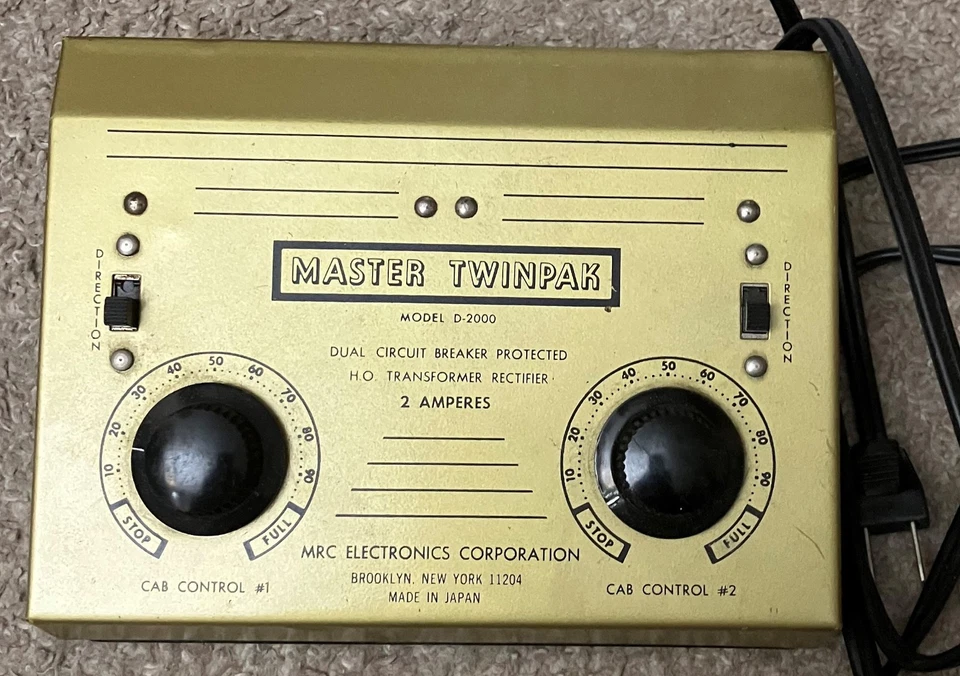 MASTER TWINPAK
MODEL D-2000
DIRECTION
DIRECTION
DUAL CIRCUIT BREAKER PROTECTED
H.O. TRANSFORMER RECTIFIER
2 AMPERES
STOP 10 20 30 40 50 60 70 80 90 FULL
STOP 10 20 30 40 50 60 70 80 90 FULL
MRC ELECTRONICS CORPORATION
BROOKLYN, NEW YORK 11204
MADE IN JAPAN
CAB CONTROL #1
CAB CONTROL #2